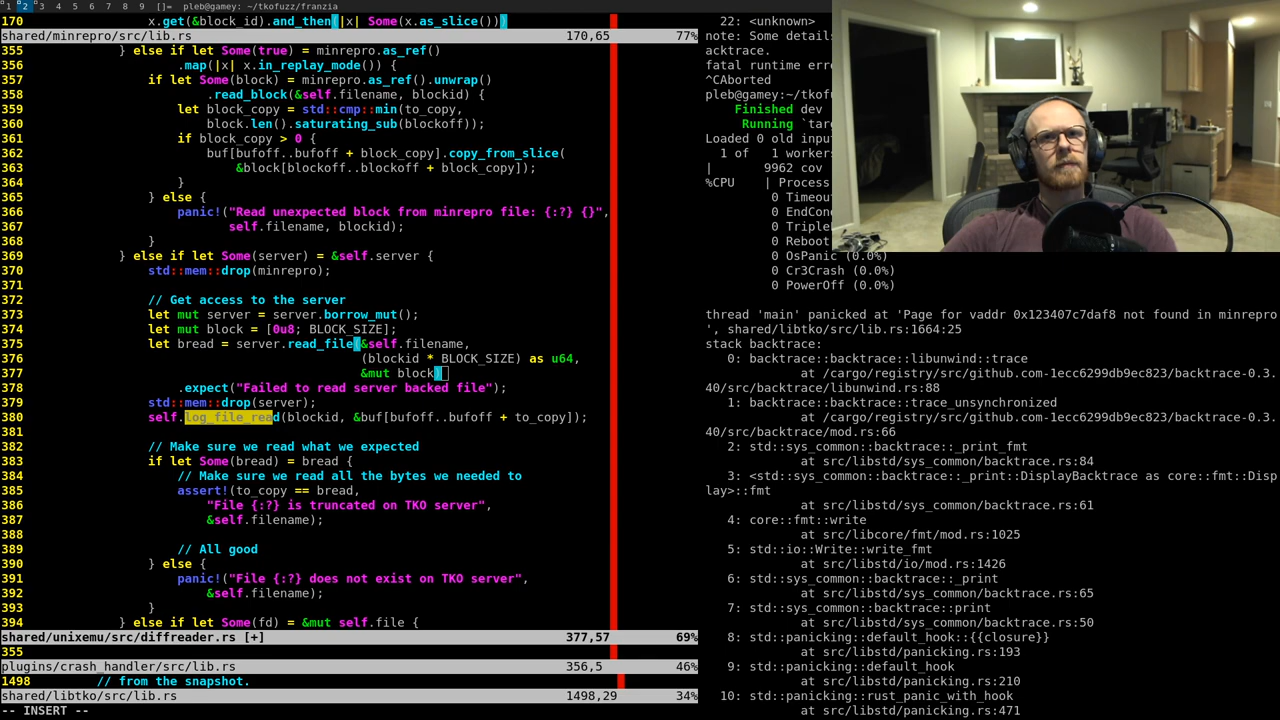 1 2 3 4 5 6 7 8 9 []= pleb@gamey: ~/tkofuzz/franzia
170 x.get(&block_id).and_then(|x| Some(x.as_slice()))
shared/minrepro/src/lib.rs 170,65 77%
355 } else if let Some(true) = minrepro.as_ref()
356 .map(|x| x.in_replay_mode()) {
357 if let Some(block) = minrepro.as_ref().unwrap()
358 .read_block(&self.filename, blockid) {
359 let block_copy = std::cmp::min(to_copy,
360 block.len().saturating_sub(blockoff));
361 if block_copy > 0 {
362 buf[bufoff..bufoff + block_copy].copy_from_slice(
363 &block[blockoff..blockoff + block_copy]);
364 }
365 } else {
366 panic!("Read unexpected block from minrepro file: {:?} {}",
367 self.filename, blockid);
368 }
369 } else if let Some(server) = &self.server {
370 std::mem::drop(minrepro);
371
372 // Get access to the server
373 let mut server = server.borrow_mut();
374 let mut block = [0u8; BLOCK_SIZE];
375 let bread = server.read_file(&self.filename,
376 (blockid * BLOCK_SIZE) as u64,
377 &mut block)
378 .expect("Failed to read server backed file");
379 std::mem::drop(server);
380 self.log_file_read(blockid, &buf[bufoff..bufoff + to_copy]);
381
382 // Make sure we read what we expected
383 if let Some(bread) = bread {
384 // Make sure we read all the bytes we needed to
385 assert!(to_copy == bread,
386 "File {:?} is truncated on TKO server",
387 &self.filename);
388
389 // All good
390 } else {
391 panic!("File {:?} does not exist on TKO server",
392 &self.filename);
393 }
394 } else if let Some(fd) = &mut self.file {
shared/unixemu/src/diffreader.rs [+] 377,57 69%
355
plugins/crash_handler/src/lib.rs 356,5 46%
1498 // from the snapshot.
shared/libtko/src/lib.rs 1498,29 34%
-- INSERT --
22: <unknown>
note: Some details
acktrace.
fatal runtime erro
^CAborted
pleb@gamey:~/tkofu
Finished dev
Running `targ
Loaded 0 old input
1 of 1 workers
| 9962 cov
%CPU | Process
0 Timeou
0 EndCon
0 Triple
0 Reboot
0 OsPanic (0.0%)
0 Cr3Crash (0.0%)
0 PowerOff (0.0%)
thread 'main' panicked at 'Page for vaddr 0x123407c7daf8 not found in minrepro
', shared/libtko/src/lib.rs:1664:25
stack backtrace:
0: backtrace::backtrace::libunwind::trace
at /cargo/registry/src/github.com-1ecc6299db9ec823/backtrace-0.3.
40/src/backtrace/libunwind.rs:88
1: backtrace::backtrace::trace_unsynchronized
at /cargo/registry/src/github.com-1ecc6299db9ec823/backtrace-0.3.
40/src/backtrace/mod.rs:66
2: std::sys_common::backtrace::_print_fmt
at src/libstd/sys_common/backtrace.rs:84
3: <std::sys_common::backtrace::_print::DisplayBacktrace as core::fmt::Disp
lay>::fmt
at src/libstd/sys_common/backtrace.rs:61
4: core::fmt::write
at src/libcore/fmt/mod.rs:1025
5: std::io::Write::write_fmt
at src/libstd/io/mod.rs:1426
6: std::sys_common::backtrace::_print
at src/libstd/sys_common/backtrace.rs:65
7: std::sys_common::backtrace::print
at src/libstd/sys_common/backtrace.rs:50
8: std::panicking::default_hook::{{closure}}
at src/libstd/panicking.rs:193
9: std::panicking::default_hook
at src/libstd/panicking.rs:210
10: std::panicking::rust_panic_with_hook
at src/libstd/panicking.rs:471